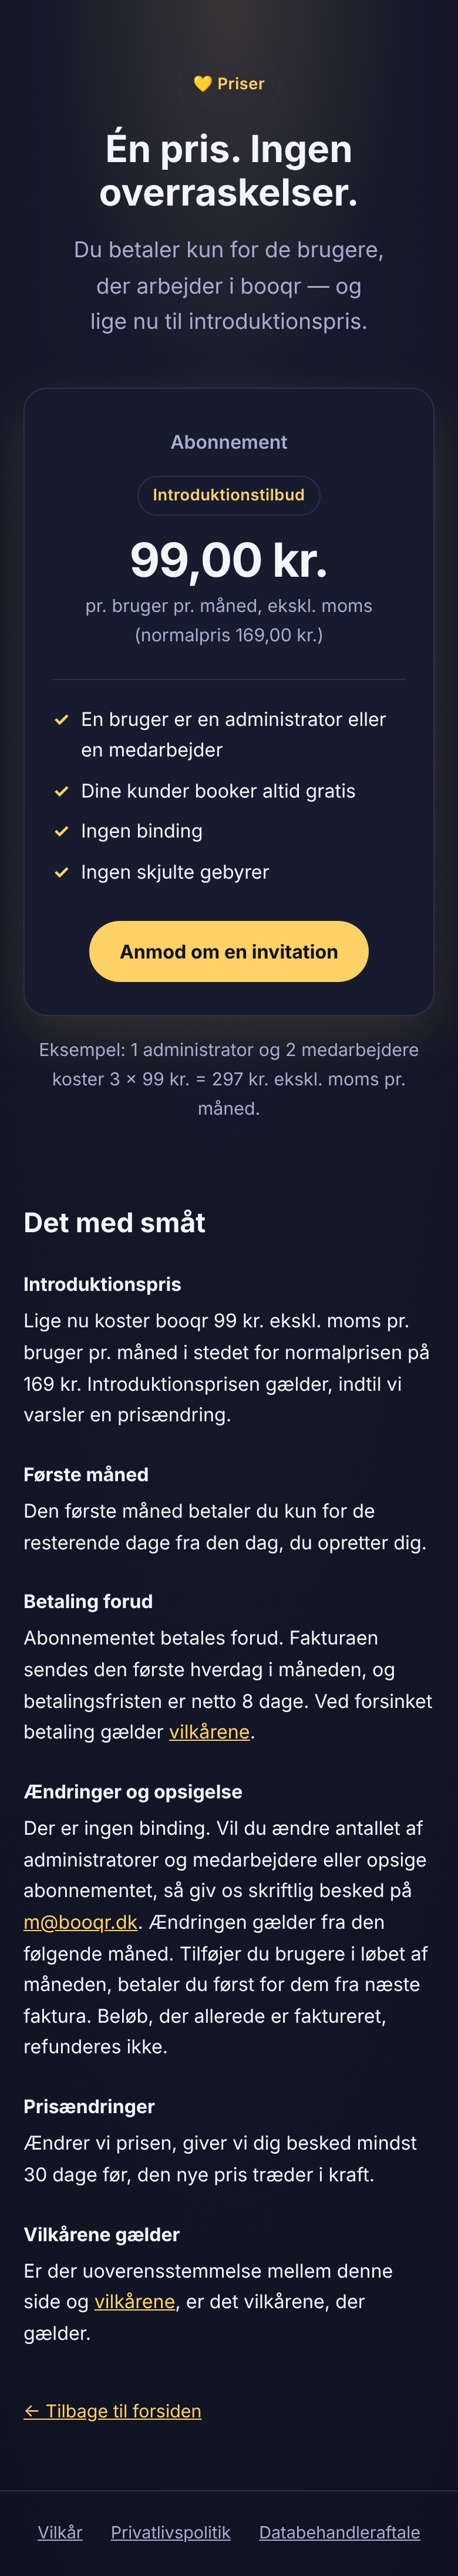 💛 Priser
Én pris. Ingen
overraskelser.
Du betaler kun for de brugere,
der arbejder i booqr — og
lige nu til introduktionspris.
Abonnement
Introduktionstilbud
99,00 kr.
pr. bruger pr. måned, ekskl. moms
(normalpris 169,00 kr.)
✓ En bruger er en administrator eller
en medarbejder
✓ Dine kunder booker altid gratis
✓ Ingen binding
✓ Ingen skjulte gebyrer
Anmod om en invitation
Eksempel: 1 administrator og 2 medarbejdere
koster 3 × 99 kr. = 297 kr. ekskl. moms pr.
måned.
Det med småt
Introduktionspris
Lige nu koster booqr 99 kr. ekskl. moms pr.
bruger pr. måned i stedet for normalprisen på
169 kr. Introduktionsprisen gælder, indtil vi
varsler en prisændring.
Første måned
Den første måned betaler du kun for de
resterende dage fra den dag, du opretter dig.
Betaling forud
Abonnementet betales forud. Fakturaen
sendes den første hverdag i måneden, og
betalingsfristen er netto 8 dage. Ved forsinket
betaling gælder vilkårene.
Ændringer og opsigelse
Der er ingen binding. Vil du ændre antallet af
administratorer og medarbejdere eller opsige
abonnementet, så giv os skriftlig besked på
m@booqr.dk. Ændringen gælder fra den
følgende måned. Tilføjer du brugere i løbet af
måneden, betaler du først for dem fra næste
faktura. Beløb, der allerede er faktureret,
refunderes ikke.
Prisændringer
Ændrer vi prisen, giver vi dig besked mindst
30 dage før, den nye pris træder i kraft.
Vilkårene gælder
Er der uoverensstemmelse mellem denne
side og vilkårene, er det vilkårene, der
gælder.
← Tilbage til forsiden
Vilkår Privatlivspolitik Databehandleraftale